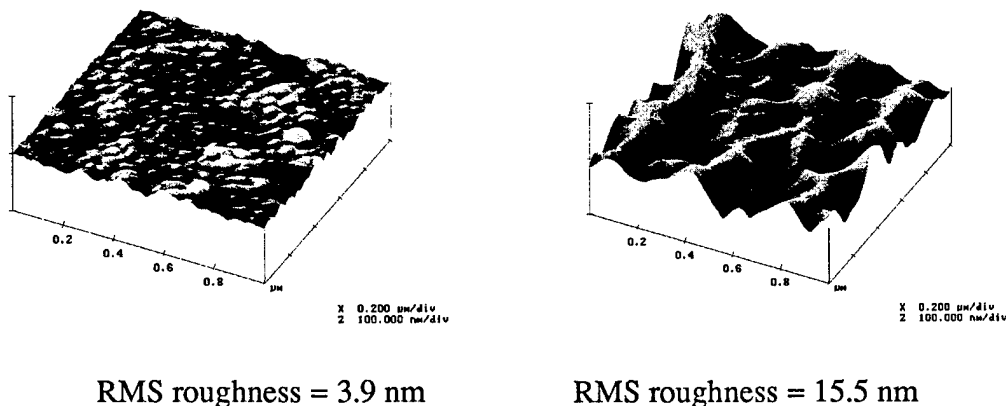 0.2
0.4
0.6
0.8
µm
X 0.200 µm/div
Z 100.000 nm/div
RMS roughness = 3.9 nm
0.2
0.4
0.6
0.8
µm
X 0.200 µm/div
Z 100.000 nm/div
RMS roughness = 15.5 nm